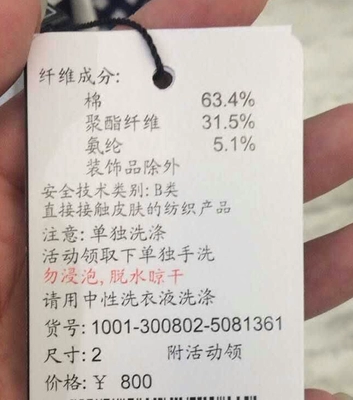 纤维成分:
棉 63.4%
聚酯纤维 31.5%
氨纶 5.1%
装饰品除外
安全技术类别: B类
直接接触皮肤的纺织产品
注意: 单独洗涤
活动领取下单独手洗
勿浸泡, 脱水晾干
请用中性洗衣液洗涤
货号: 1001-300802-5081361
尺寸: 2 附活动领
价格: ¥ 800